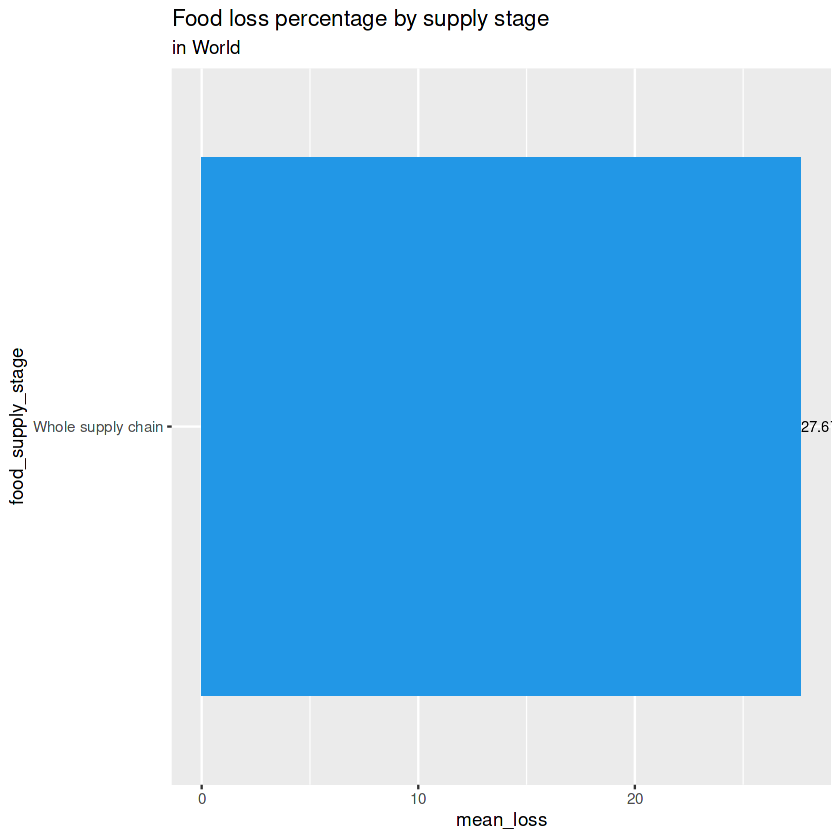 Food loss percentage by supply stage
in World
food_supply_stage
Whole supply chain
27.67
0
10
20
mean_loss